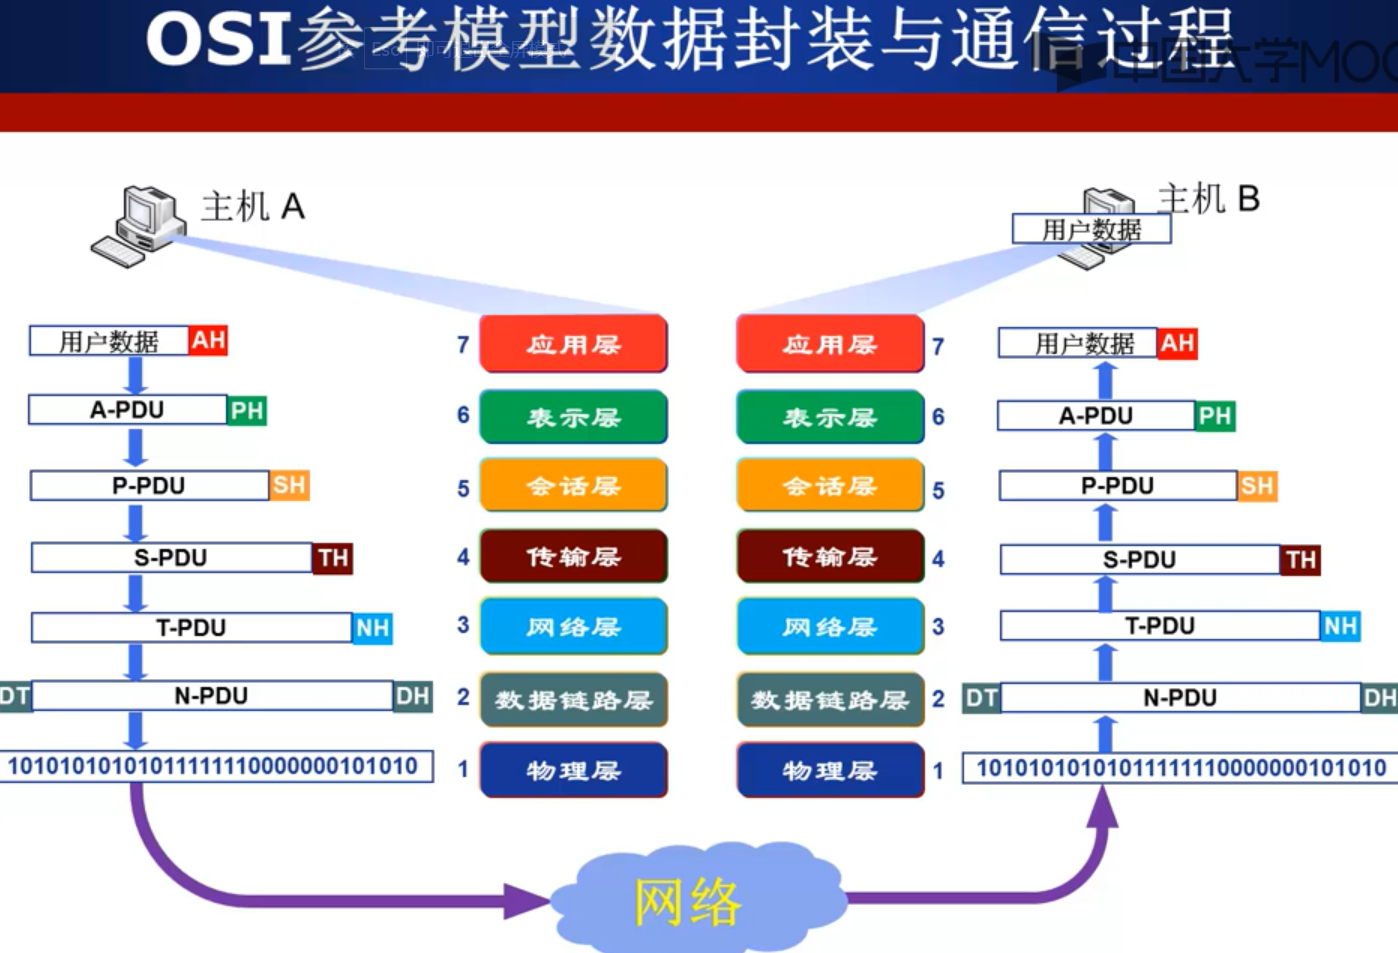 OSI参考模型数据封装与通信过程
中国大学MOO
主机 A
主机 B
用户数据
用户数据 AH
7 应用层
应用层 7
用户数据 AH
A-PDU PH
6 表示层
表示层 6
A-PDU PH
P-PDU SH
5 会话层
会话层 5
P-PDU SH
S-PDU TH
4 传输层
传输层 4
S-PDU TH
T-PDU NH
3 网络层
网络层 3
T-PDU NH
DT N-PDU DH
2 数据链路层
数据链路层 2
DT N-PDU DH
10101010101011111110000000101010
1 物理层
物理层 1
10101010101011111110000000101010
网络